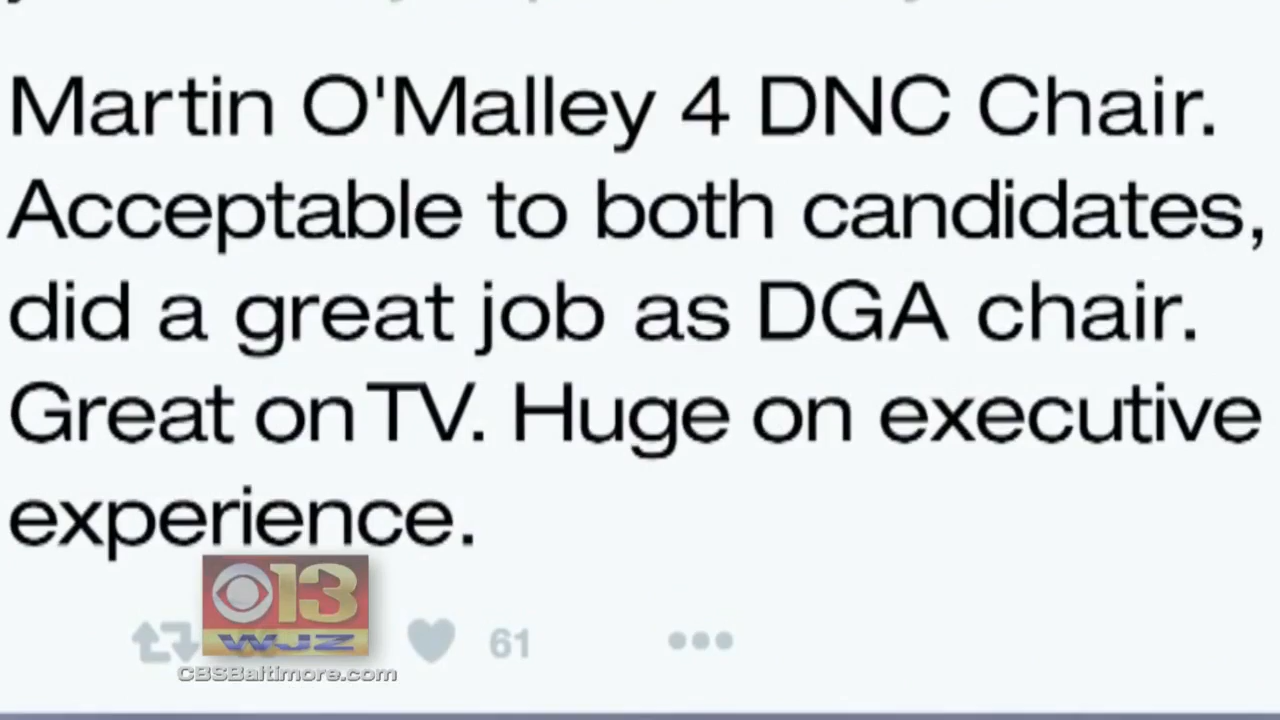 Martin O'Malley 4 DNC Chair.
Acceptable to both candidates,
did a great job as DGA chair.
Great on TV. Huge on executive
experience.
13
WJZ
61
CBSBaltimore.com